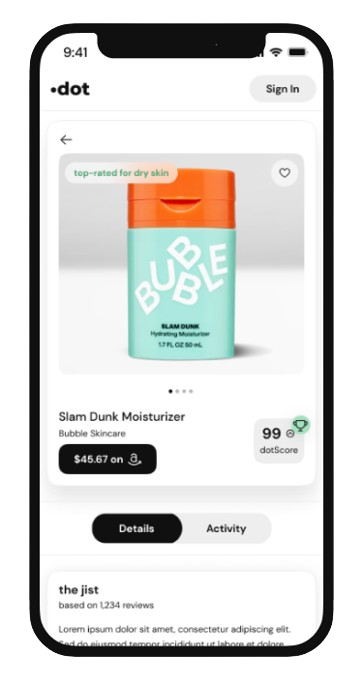 9:41
•dot
Sign In
top-rated for dry skin
BUBBLE
SLAM DUNK
Hydrating Moisturizer
1.7 FL OZ 50 mL
Slam Dunk Moisturizer
Bubble Skincare
99
$45.67 on a
dotScore
Details
Activity
the jist
based on 1,234 reviews
Lorem ipsum dolor sit amet, consectetur adipiscing elit.
Sed do eiusmod tempor incididunt ut labore et dolore